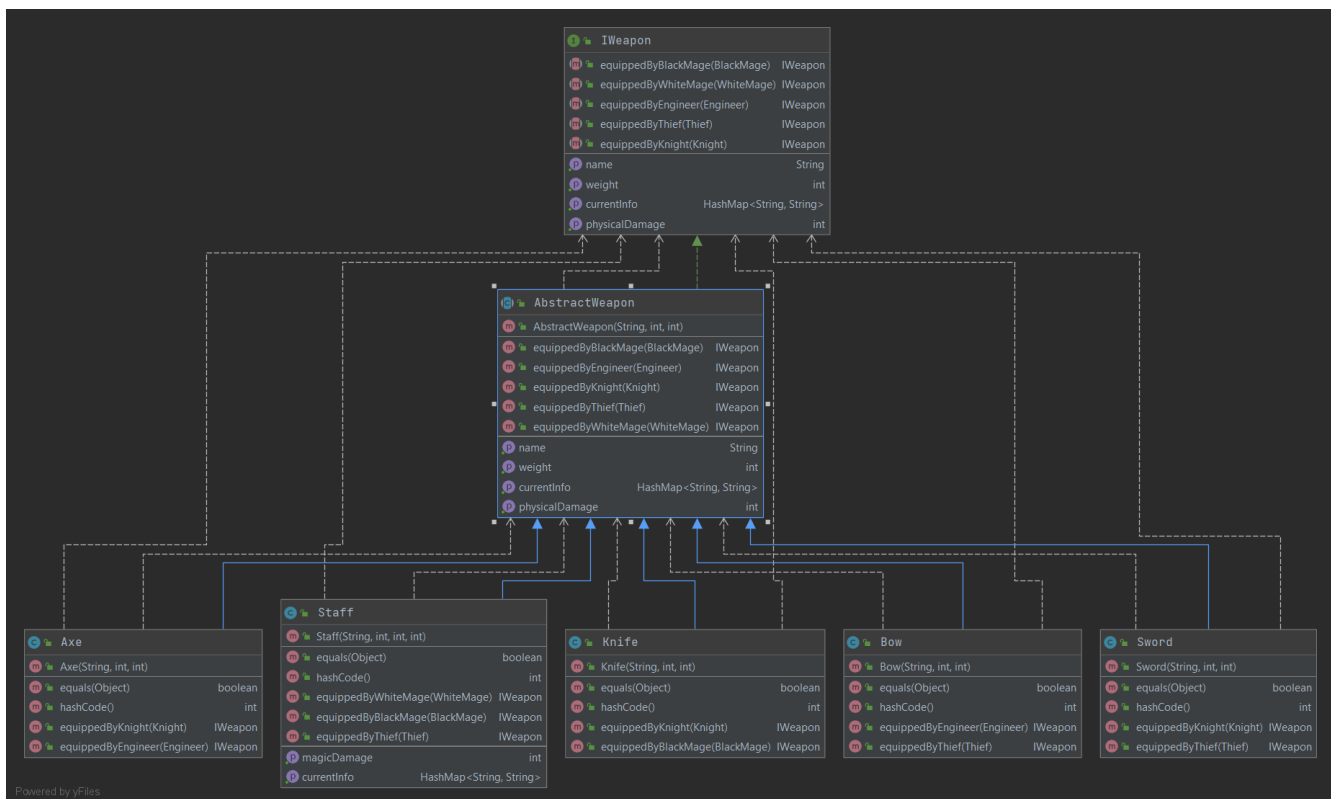 IWeapon
equippedByBlackMage(BlackMage) IWeapon
equippedByWhiteMage(WhiteMage) IWeapon
equippedByEngineer(Engineer) IWeapon
equippedByThief(Thief) IWeapon
equippedByKnight(Knight) IWeapon
name String
weight int
currentInfo HashMap<String, String>
physicalDamage int
AbstractWeapon
AbstractWeapon(String, int, int)
equippedByBlackMage(BlackMage) IWeapon
equippedByEngineer(Engineer) IWeapon
equippedByKnight(Knight) IWeapon
equippedByThief(Thief) IWeapon
equippedByWhiteMage(WhiteMage) IWeapon
name String
weight int
currentInfo HashMap<String, String>
physicalDamage int
Axe
Axe(String, int, int)
equals(Object) boolean
hashCode() int
equippedByKnight(Knight) IWeapon
equippedByEngineer(Engineer) IWeapon
Staff
Staff(String, int, int, int)
equals(Object) boolean
hashCode() int
equippedByWhiteMage(WhiteMage) IWeapon
equippedByBlackMage(BlackMage) IWeapon
equippedByThief(Thief) IWeapon
magicDamage int
currentInfo HashMap<String, String>
Knife
Knife(String, int, int)
equals(Object) boolean
hashCode() int
equippedByKnight(Knight) IWeapon
equippedByBlackMage(BlackMage) IWeapon
Bow
Bow(String, int, int)
equals(Object) boolean
hashCode() int
equippedByEngineer(Engineer) IWeapon
equippedByThief(Thief) IWeapon
Sword
Sword(String, int, int)
equals(Object) boolean
hashCode() int
equippedByKnight(Knight) IWeapon
equippedByThief(Thief) IWeapon
Powered by yFiles